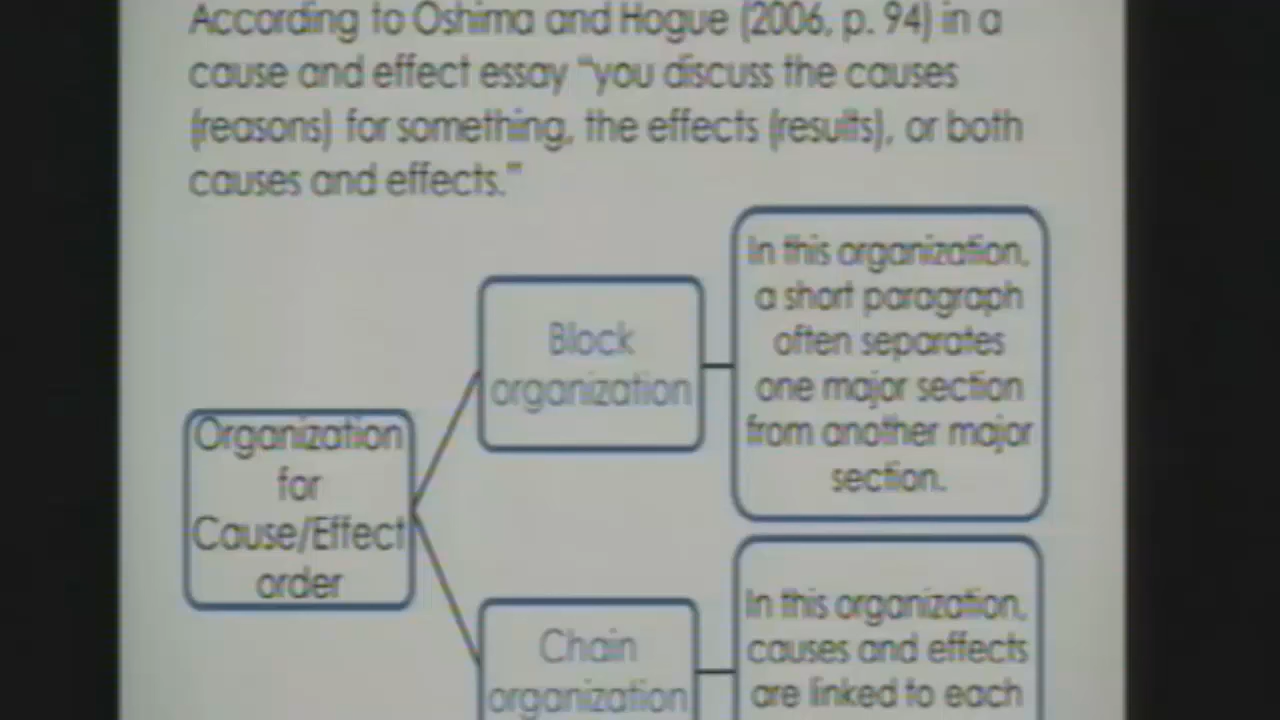 According to Oshima and Hogue (2006, p. 94) in a
cause and effect essay "you discuss the causes
(reasons) for something, the effects (results), or both
causes and effects."
In this organization,
a short paragraph
often separates
one major section
from another major
section.
Block
organization
Organization
for
Cause/Effect
order
Chain
organization
In this organization,
causes and effects
are linked to each